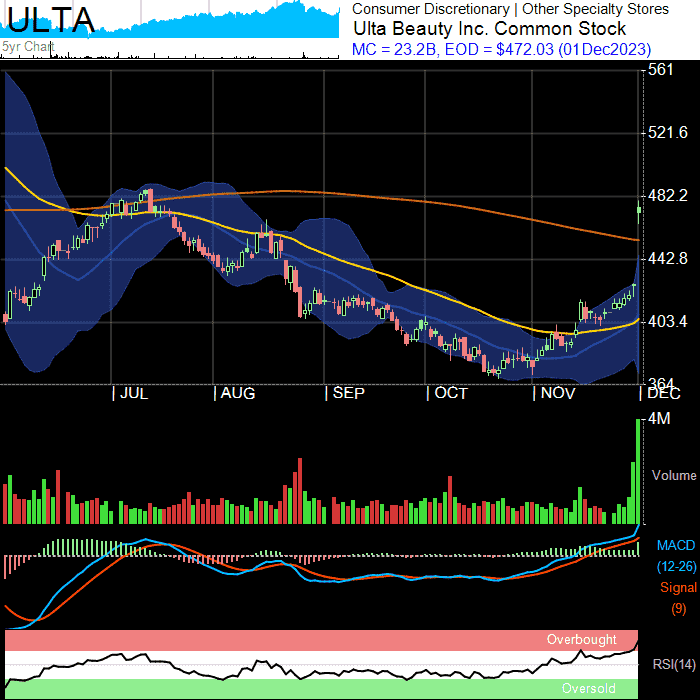 ULTA
5yr Chart
Consumer Discretionary | Other Specialty Stores
Ulta Beauty Inc. Common Stock
MC = 23.2B, EOD = $472.03 (01Dec2023)
561
521.6
482.2
442.8
403.4
364
| JUL
| AUG
| SEP
| OCT
| NOV
| DEC
4M
Volume
MACD
(12-26)
Signal
(9)
Overbought
RSI(14)
Oversold